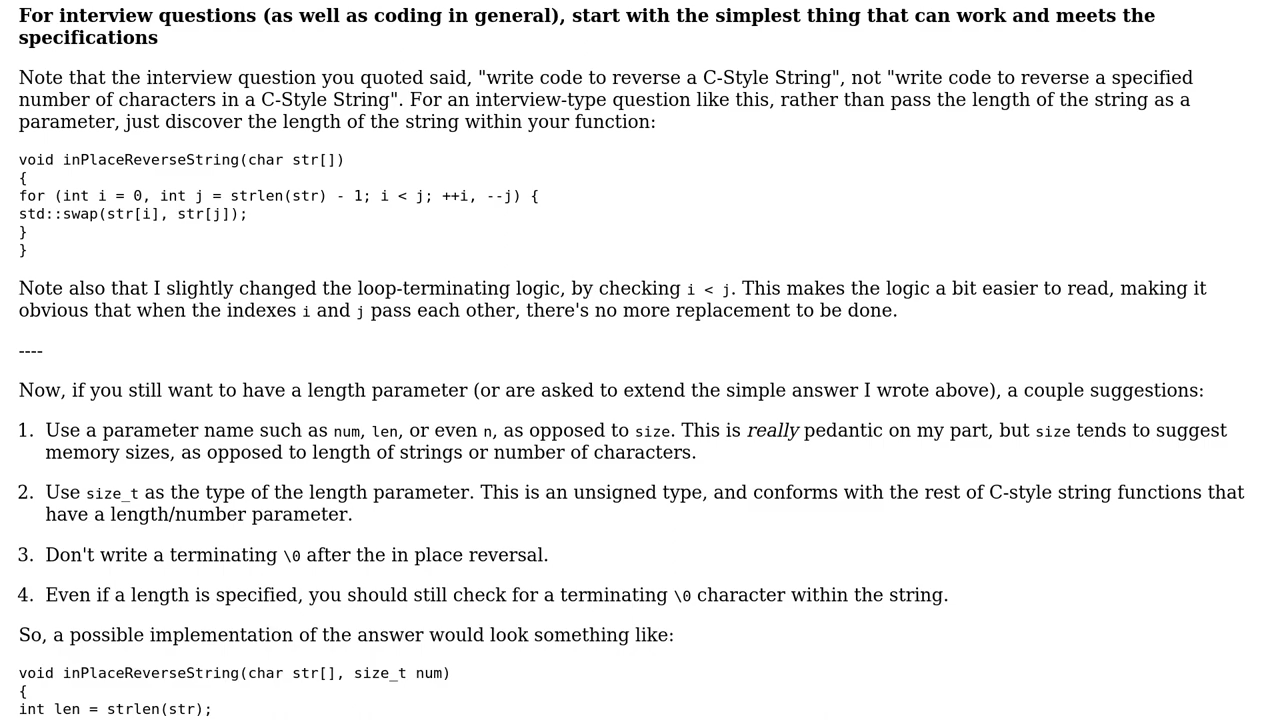 For interview questions (as well as coding in general), start with the simplest thing that can work and meets the
specifications
Note that the interview question you quoted said, "write code to reverse a C-Style String", not "write code to reverse a specified
number of characters in a C-Style String". For an interview-type question like this, rather than pass the length of the string as a
parameter, just discover the length of the string within your function:
void inPlaceReverseString(char str[])
{
for (int i = 0, int j = strlen(str) - 1; i < j; ++i, --j) {
std::swap(str[i], str[j]);
}
}
Note also that I slightly changed the loop-terminating logic, by checking i < j. This makes the logic a bit easier to read, making it
obvious that when the indexes i and j pass each other, there's no more replacement to be done.
----
Now, if you still want to have a length parameter (or are asked to extend the simple answer I wrote above), a couple suggestions:
1. Use a parameter name such as num, len, or even n, as opposed to size. This is really pedantic on my part, but size tends to suggest
memory sizes, as opposed to length of strings or number of characters.
2. Use size_t as the type of the length parameter. This is an unsigned type, and conforms with the rest of C-style string functions that
have a length/number parameter.
3. Don't write a terminating \0 after the in place reversal.
4. Even if a length is specified, you should still check for a terminating \0 character within the string.
So, a possible implementation of the answer would look something like:
void inPlaceReverseString(char str[], size_t num)
{
int len = strlen(str);